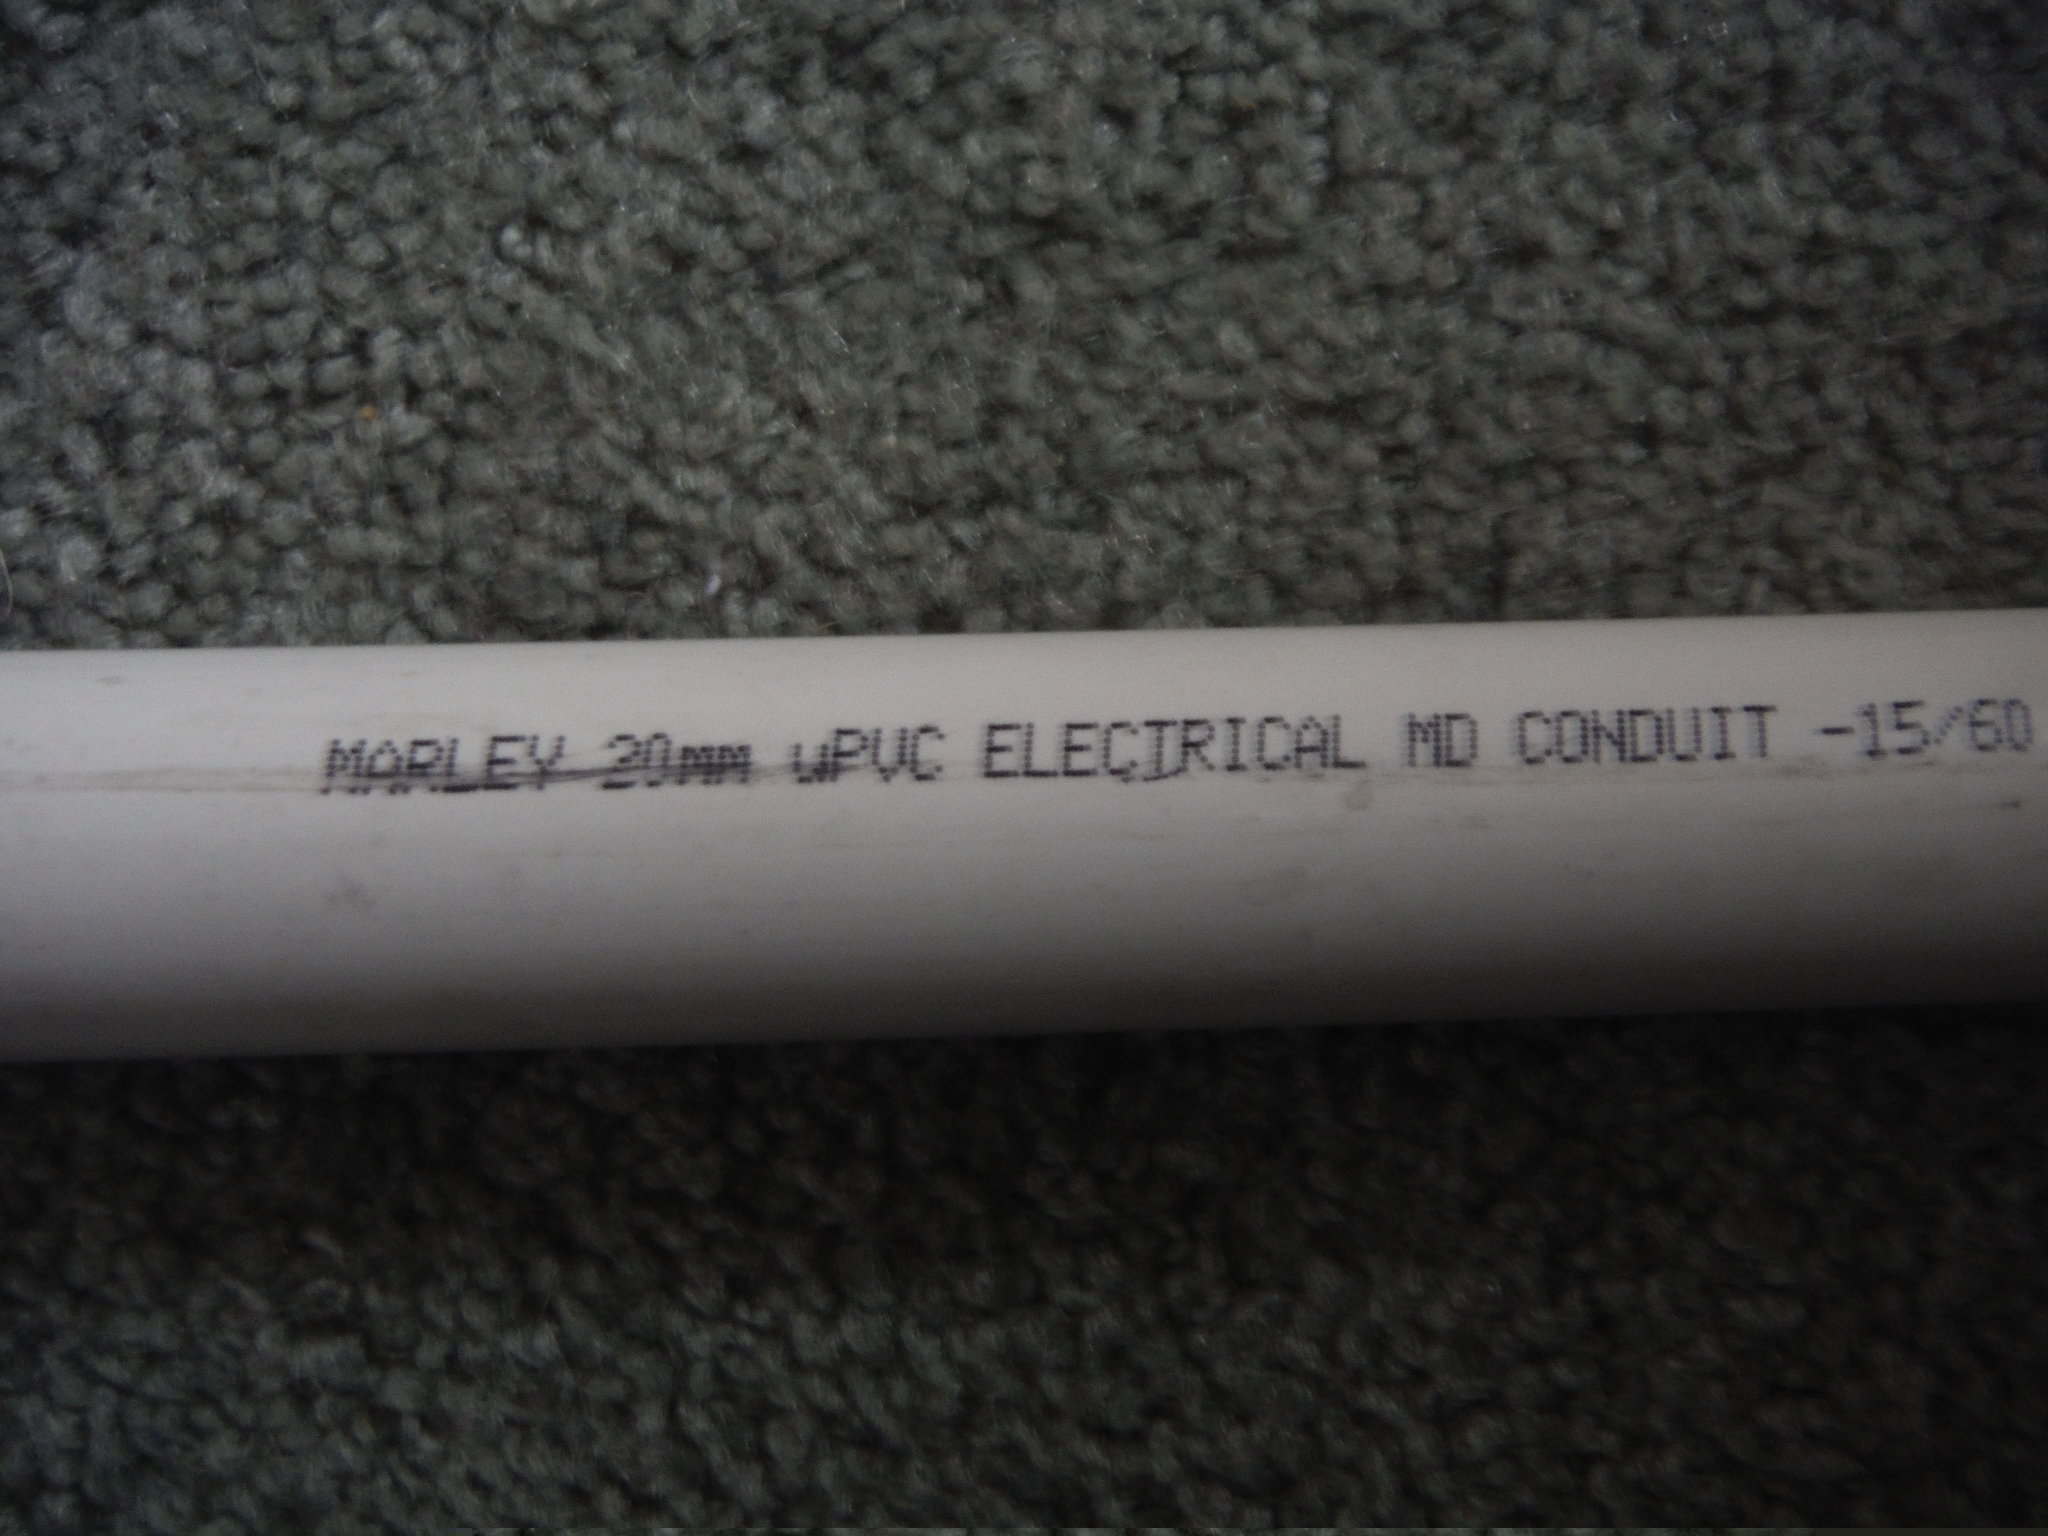 MARLEY 20mm uPVC ELECTRICAL MD CONDUIT -15/60